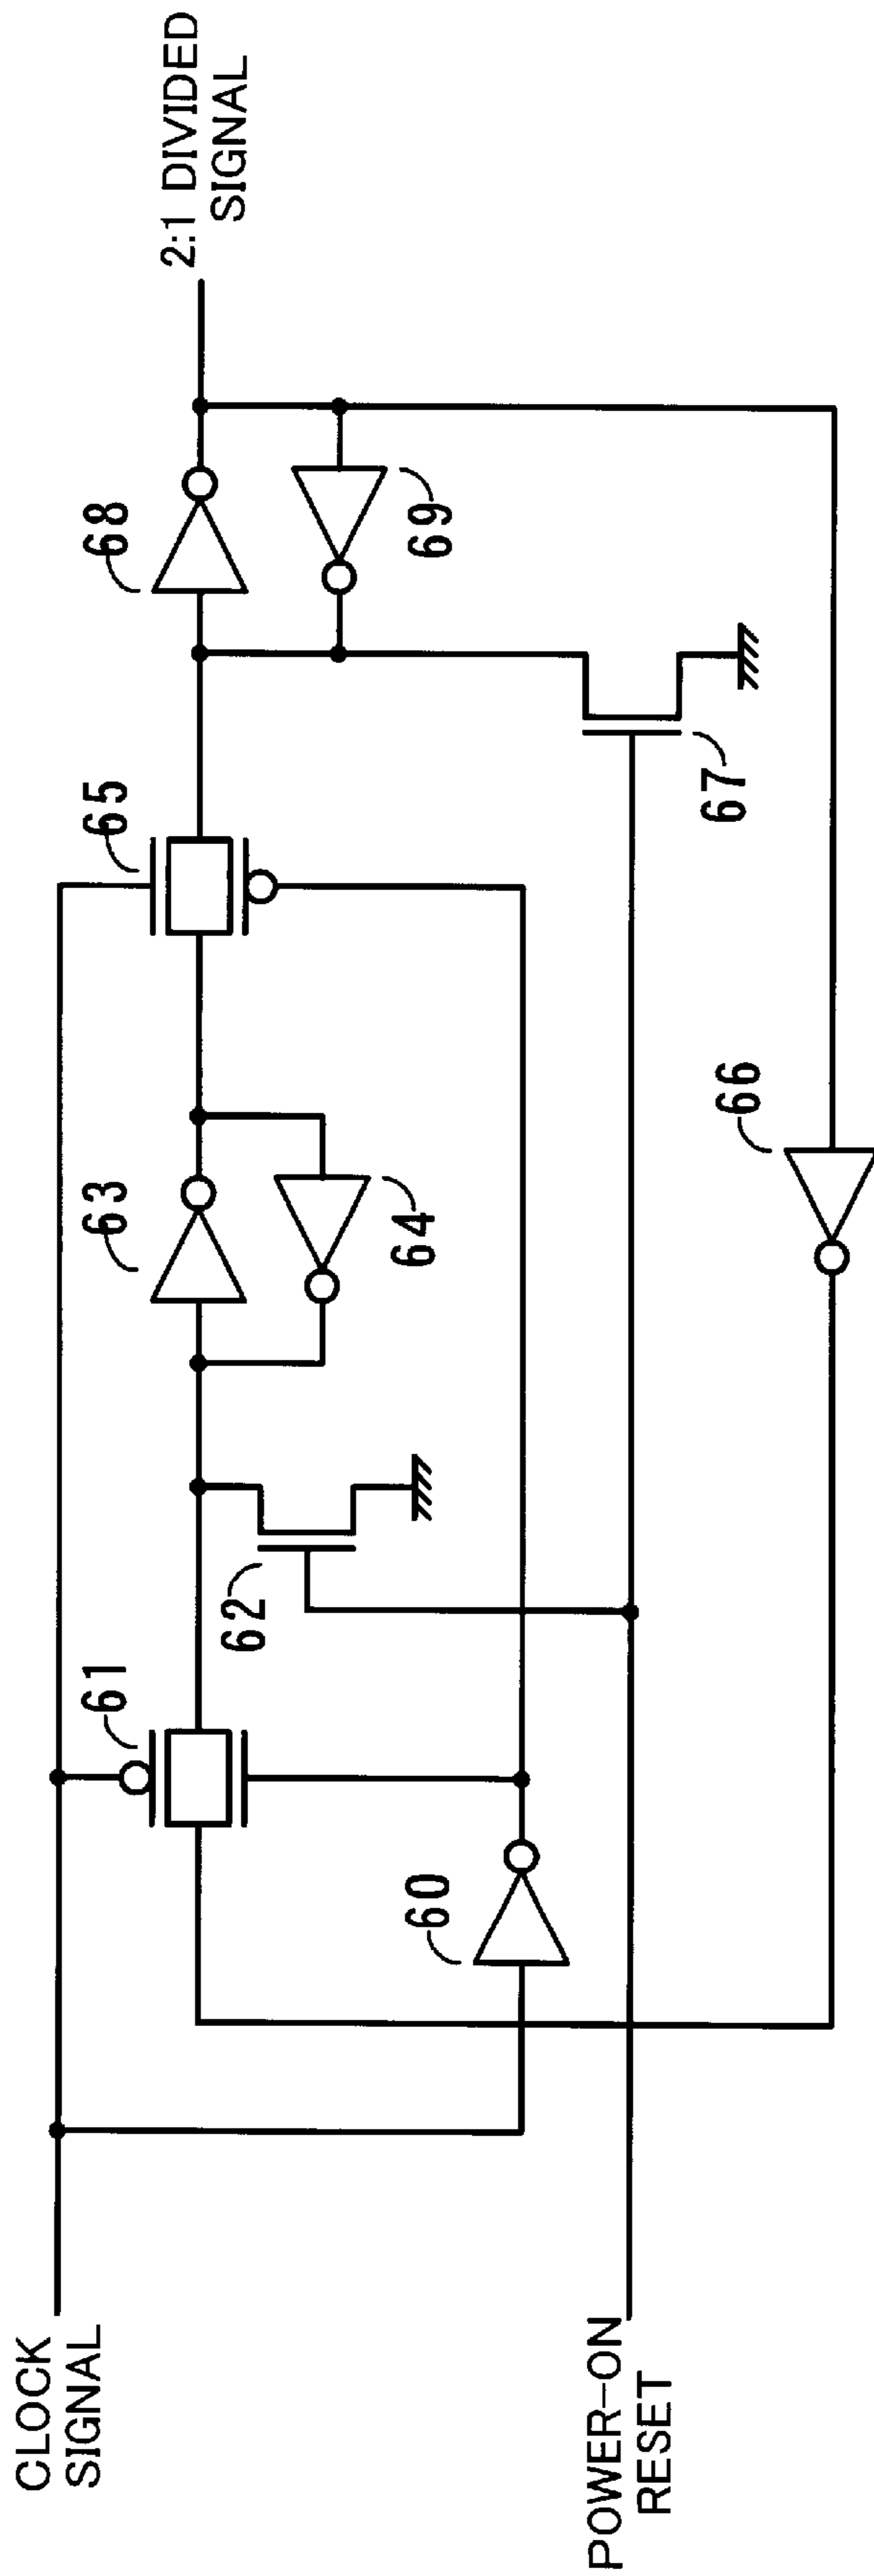 CLOCK
SIGNAL
POWER-ON
RESET
60
61
62
63
64
65
66
67
68
69
2:1 DIVIDED
SIGNAL